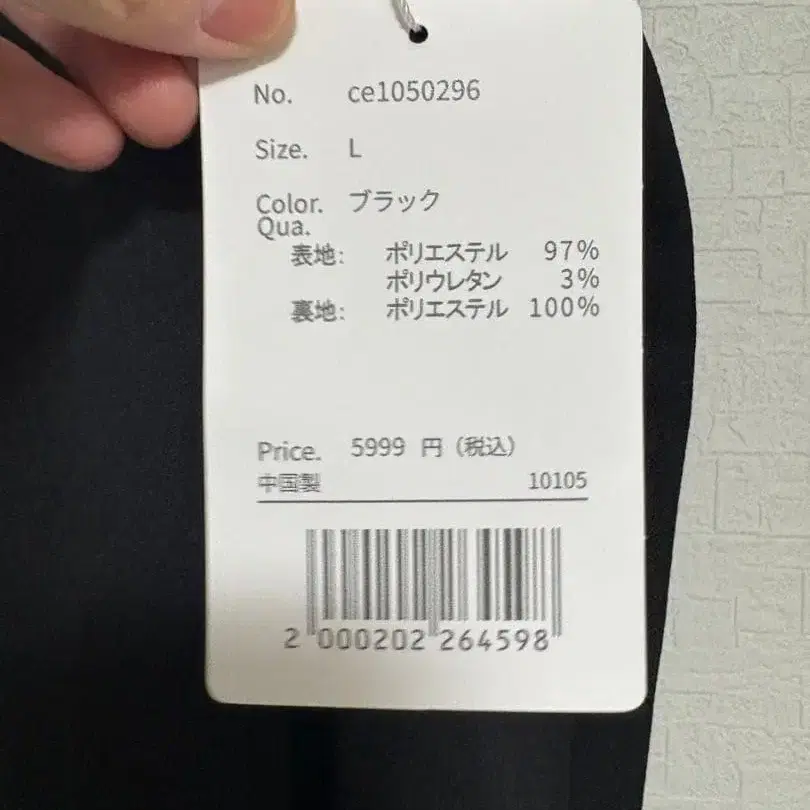 No. ce1050296
Size. L
Color. ブラック
Qua.
表地: ポリエステル 97%
ポリウレタン 3%
裏地: ポリエステル 100%
Price. 5999 円 (税込)
中国製 10105
2 000202 264598